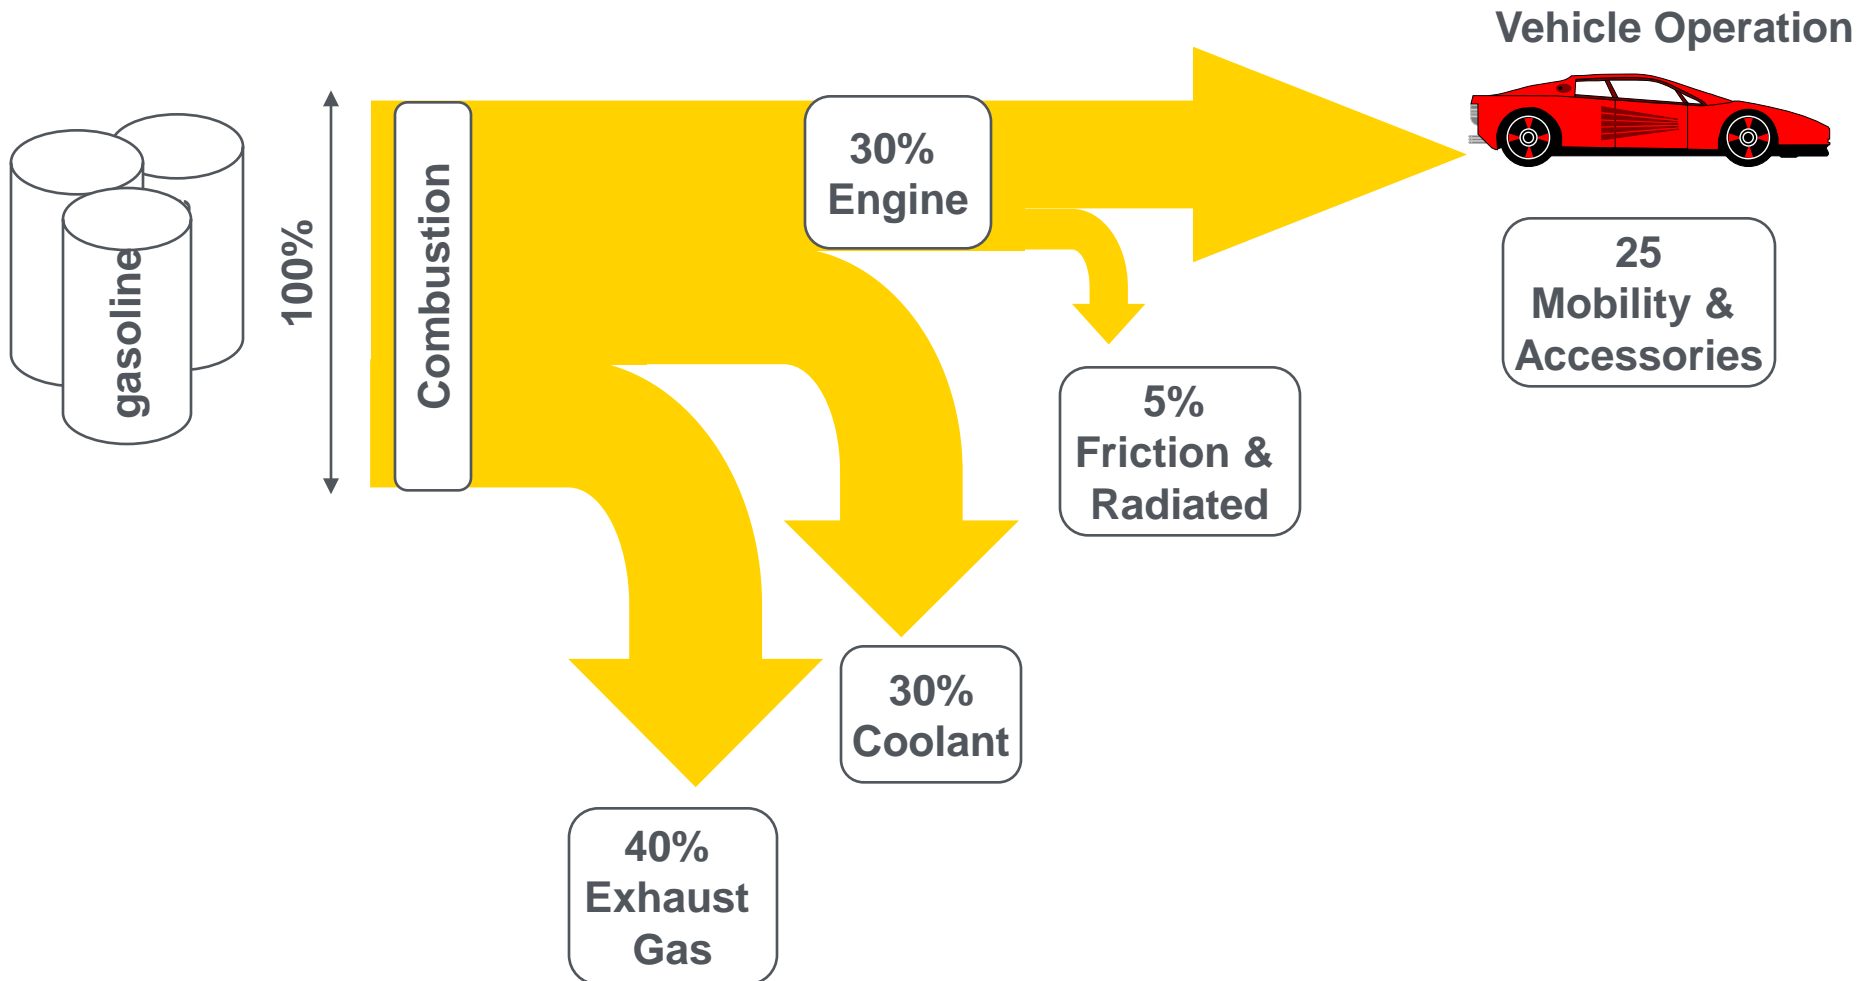 Vehicle Operation
gasoline
100%
Combustion
30%
Engine
25
Mobility &
Accessories
5%
Friction &
Radiated
30%
Coolant
40%
Exhaust
Gas